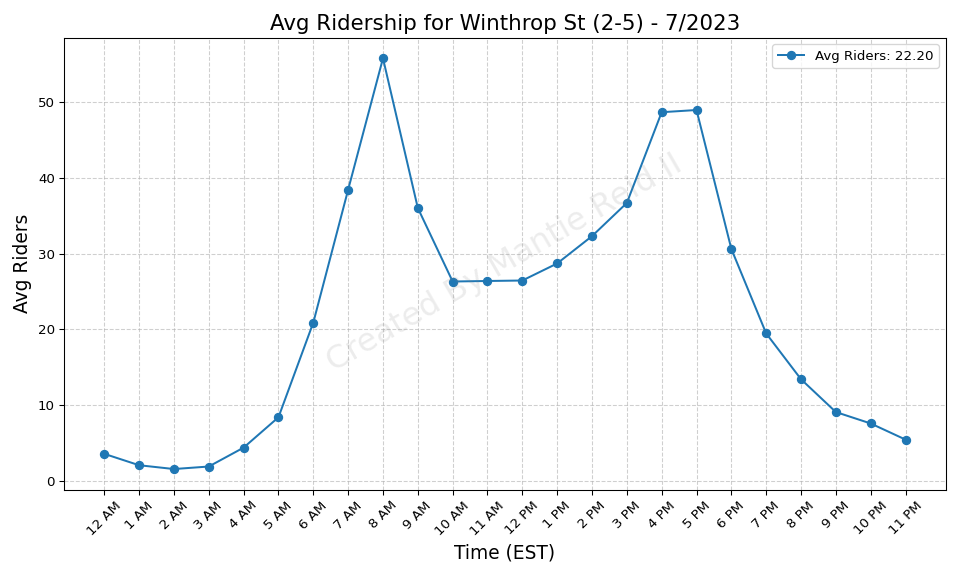 Avg Ridership for Winthrop St (2-5) - 7/2023
Avg Riders: 22.20
Avg Riders
50
40
30
20
10
0
Created By Mantie Reid II
12 AM
1 AM
2 AM
3 AM
4 AM
5 AM
6 AM
7 AM
8 AM
9 AM
10 AM
11 AM
12 PM
1 PM
2 PM
3 PM
4 PM
5 PM
6 PM
7 PM
8 PM
9 PM
10 PM
11 PM
Time (EST)